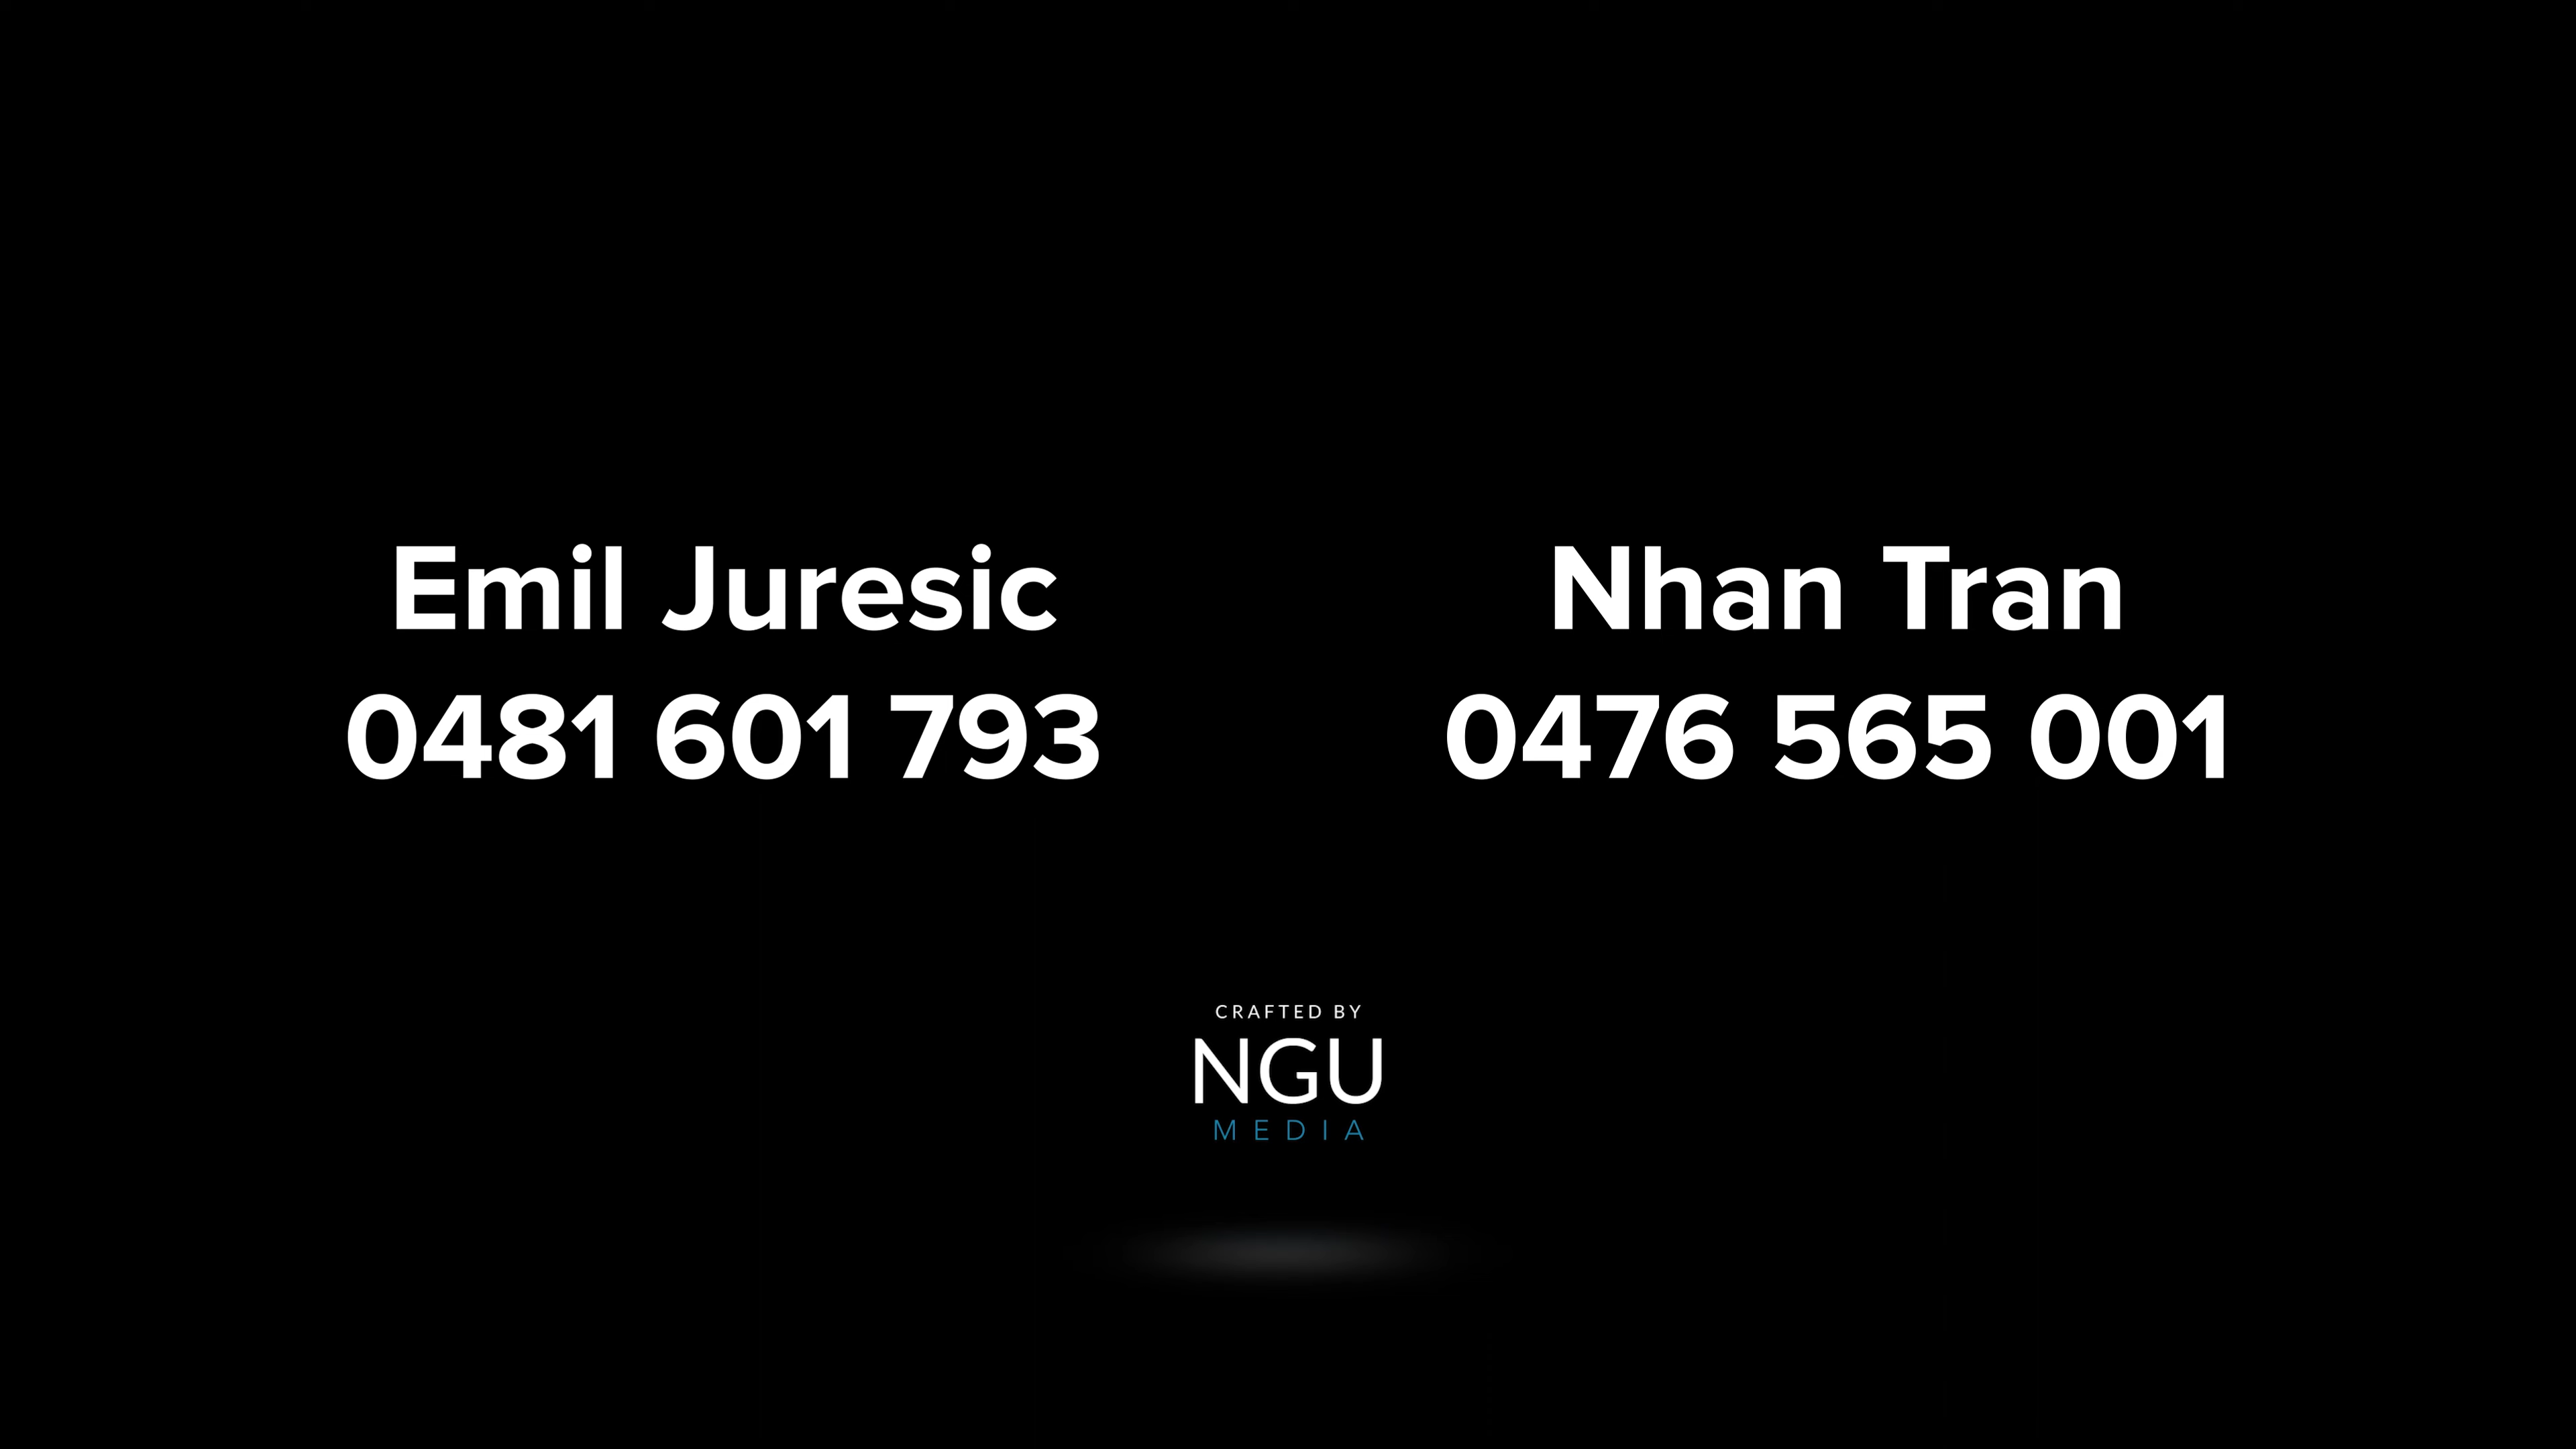 Emil Juresic
0481 601 793
Nhan Tran
0476 565 001
CRAFTED BY
NGU
MEDIA